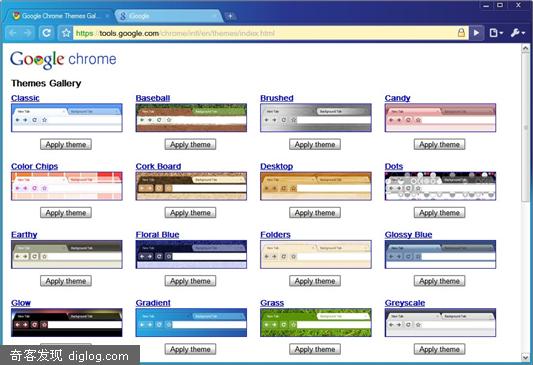 Google Chrome Themes Gal...
iGoogle
https://tools.google.com/chrome/intl/en/themes/index.html
Google chrome
Themes Gallery
Classic Baseball Brushed Candy
New Tab Background Tab New Tab Background Tab New Tab Background Tab New Tab Background Tab
Apply theme Apply theme Apply theme Apply theme
Color Chips Cork Board Desktop Dots
New Tab Background Tab New Tab Background Tab New Tab Background Tab New Tab Background Tab
Apply theme Apply theme Apply theme Apply theme
Earthy Floral Blue Folders Glossy Blue
New Tab Background Tab New Tab Background Tab New Tab Background Tab New Tab Background Tab
Apply theme Apply theme Apply theme Apply theme
Glow Gradient Grass Greyscale
New Tab Background Tab New Tab Background Tab New Tab Background Tab New Tab Background Tab
Apply theme Apply theme Apply theme
奇客发现 diglog.com